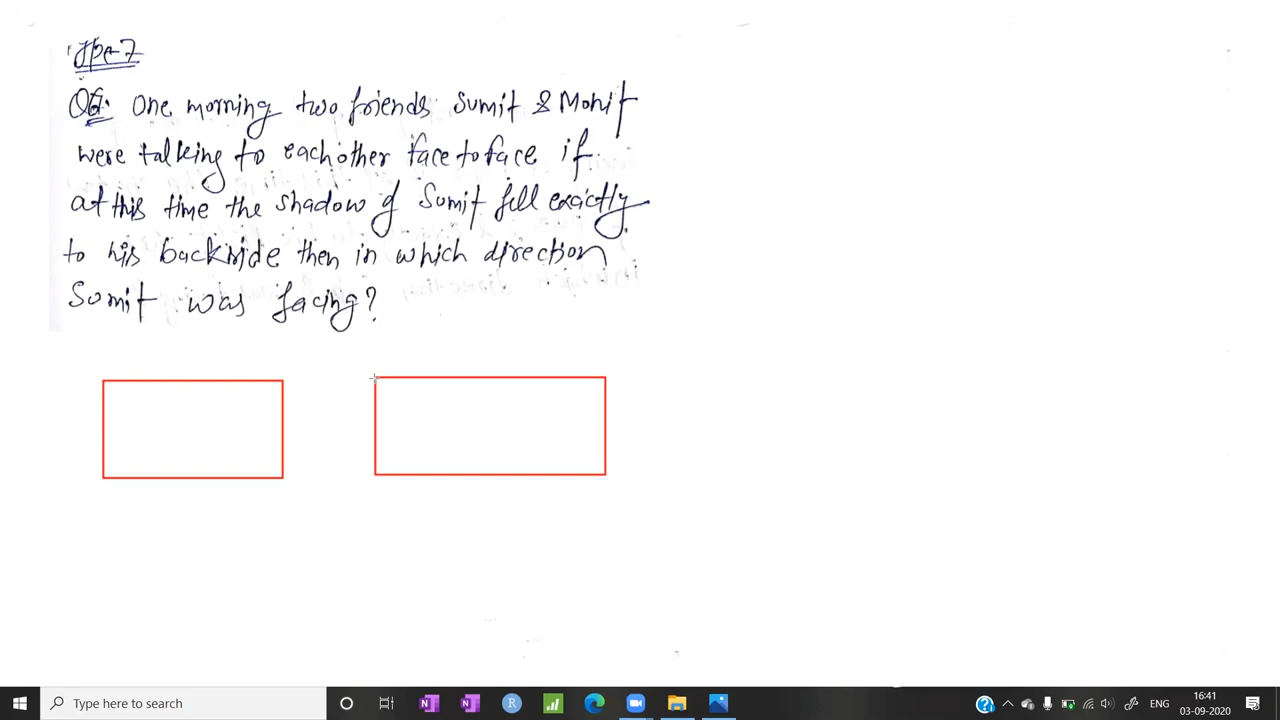 Type-7
Q6. One morning two friends Sumit & Mohit
were talking to each other face to face if
at this time the shadow of Sumit fell exactly
to his backside then in which direction
Sumit was facing?
Type here to search
ENG
16:41
03-09-2020